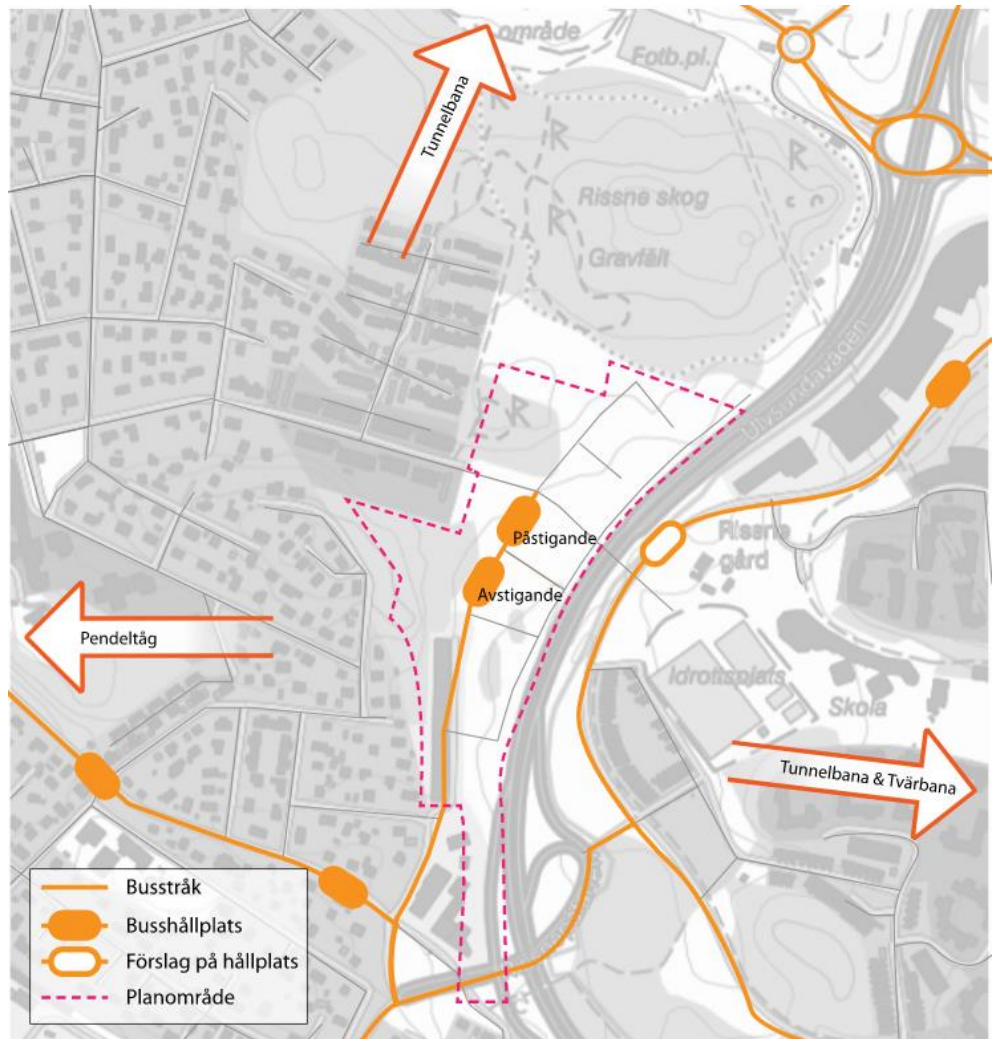 område
Fotb.pl.
Tunnelbana
Rissne skog
Gravfält
Ulvsundavägen
Påstigande
Rissne
gård
Avstigande
Pendeltåg
Idrottsplats
Skola
Tunnelbana & Tvärbana
Busstråk
Busshållplats
Förslag på hållplats
Planområde